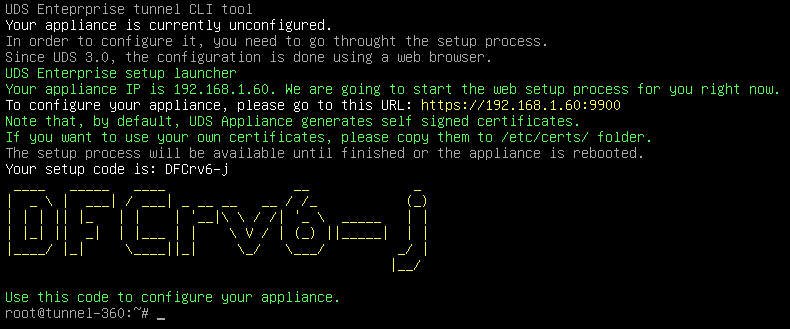 UDS Enteprprise tunnel CLI tool
Your appliance is currently unconfigured.
In order to configure it, you need to go throught the setup process.
Since UDS 3.0, the configuration is done using a web browser.
UDS Enterprise setup launcher
Your appliance IP is 192.168.1.60. We are going to start the web setup process for you right now.
To configure your appliance, please go to this URL: https://192.168.1.60:9900
Note that, by default, UDS Appliance generates self signed certificates.
If you want to use your own certificates, please copy them to /etc/certs/ folder.
The setup process will be available until finished or the appliance is rebooted.
Your setup code is: DFCrv6-j
DFCrv6-j
Use this code to configure your appliance.
root@tunnel-360:~# _